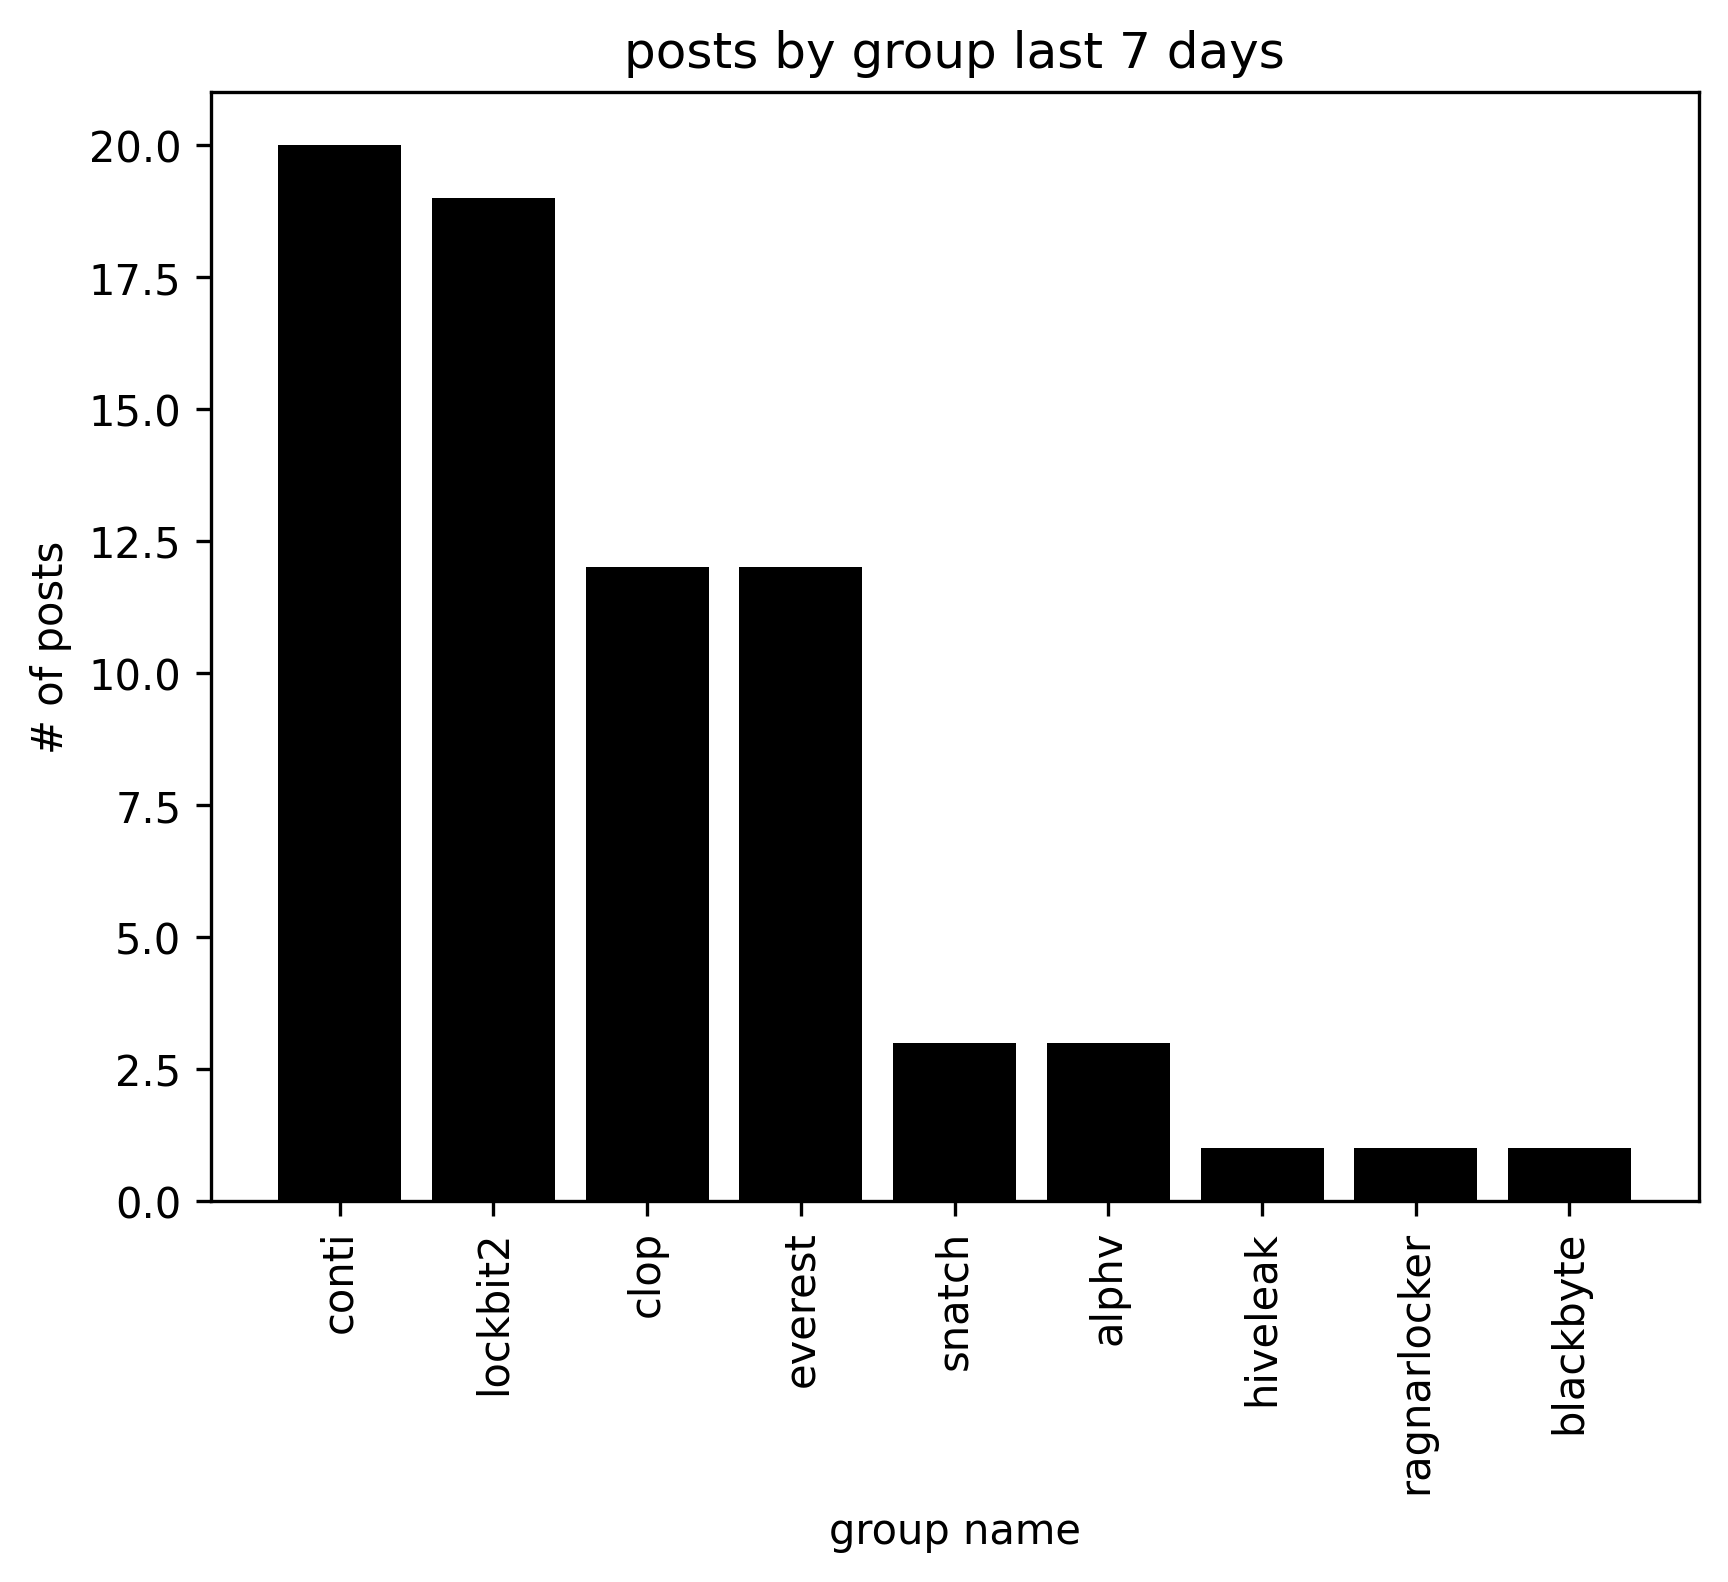 posts by group last 7 days
# of posts
20.0
17.5
15.0
12.5
10.0
7.5
5.0
2.5
0.0
conti
lockbit2
clop
everest
snatch
alphv
hiveleak
ragnarlocker
blackbyte
group name